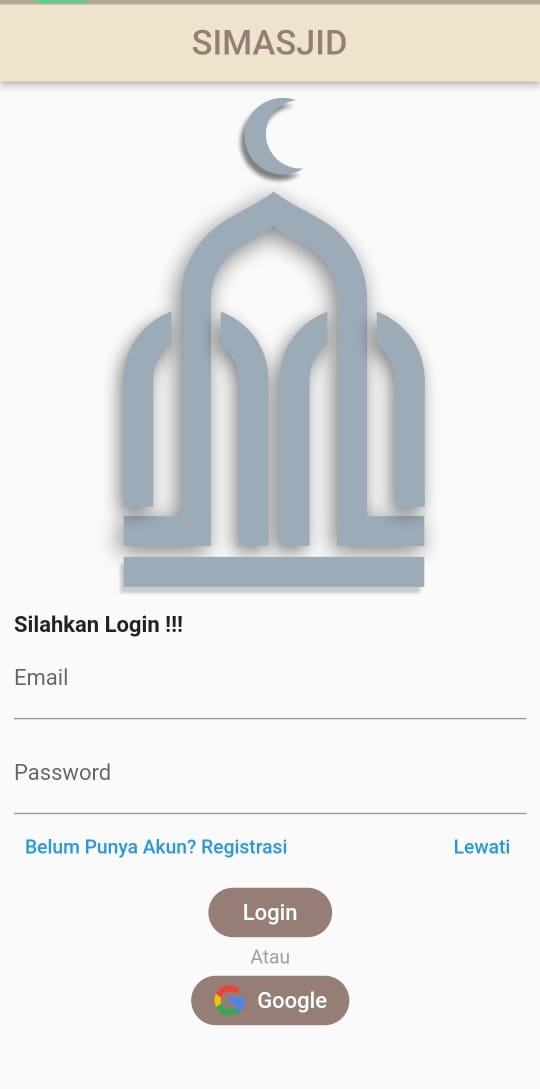 SIMASJID
Silahkan Login !!!
Email
Password
Belum Punya Akun? Registrasi Lewati
Login
Atau
Google